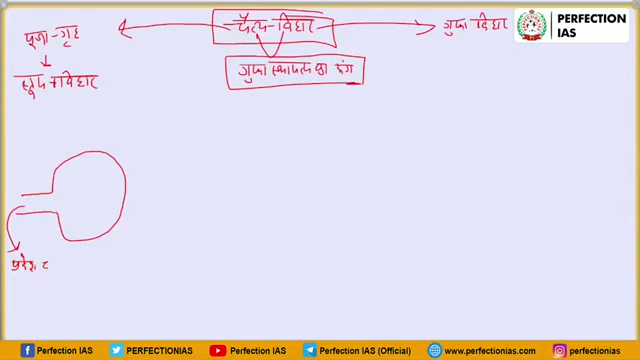 पूजा-गृह
चैत्य-विहार
गुफा विहार
स्तूप + विहार
गुफा स्थापत्य का अंग
प्रवेश द
PERFECTION
IAS
Perfection IAS
PERFECTIONIAS
Perfection IAS
Perfection IAS (Official)
www.perfectionias.com
perfectionias